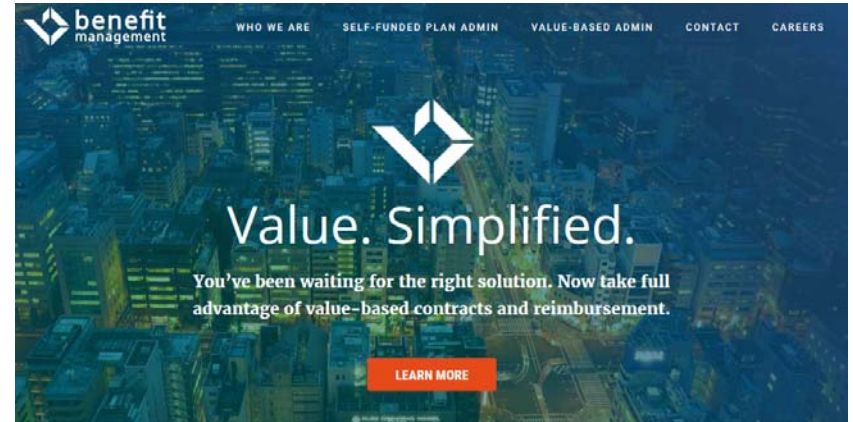 benefit
management
WHO WE ARE SELF-FUNDED PLAN ADMIN VALUE-BASED ADMIN CONTACT CAREERS
Value. Simplified.
You’ve been waiting for the right solution. Now take full
advantage of value-based contracts and reimbursement.
LEARN MORE